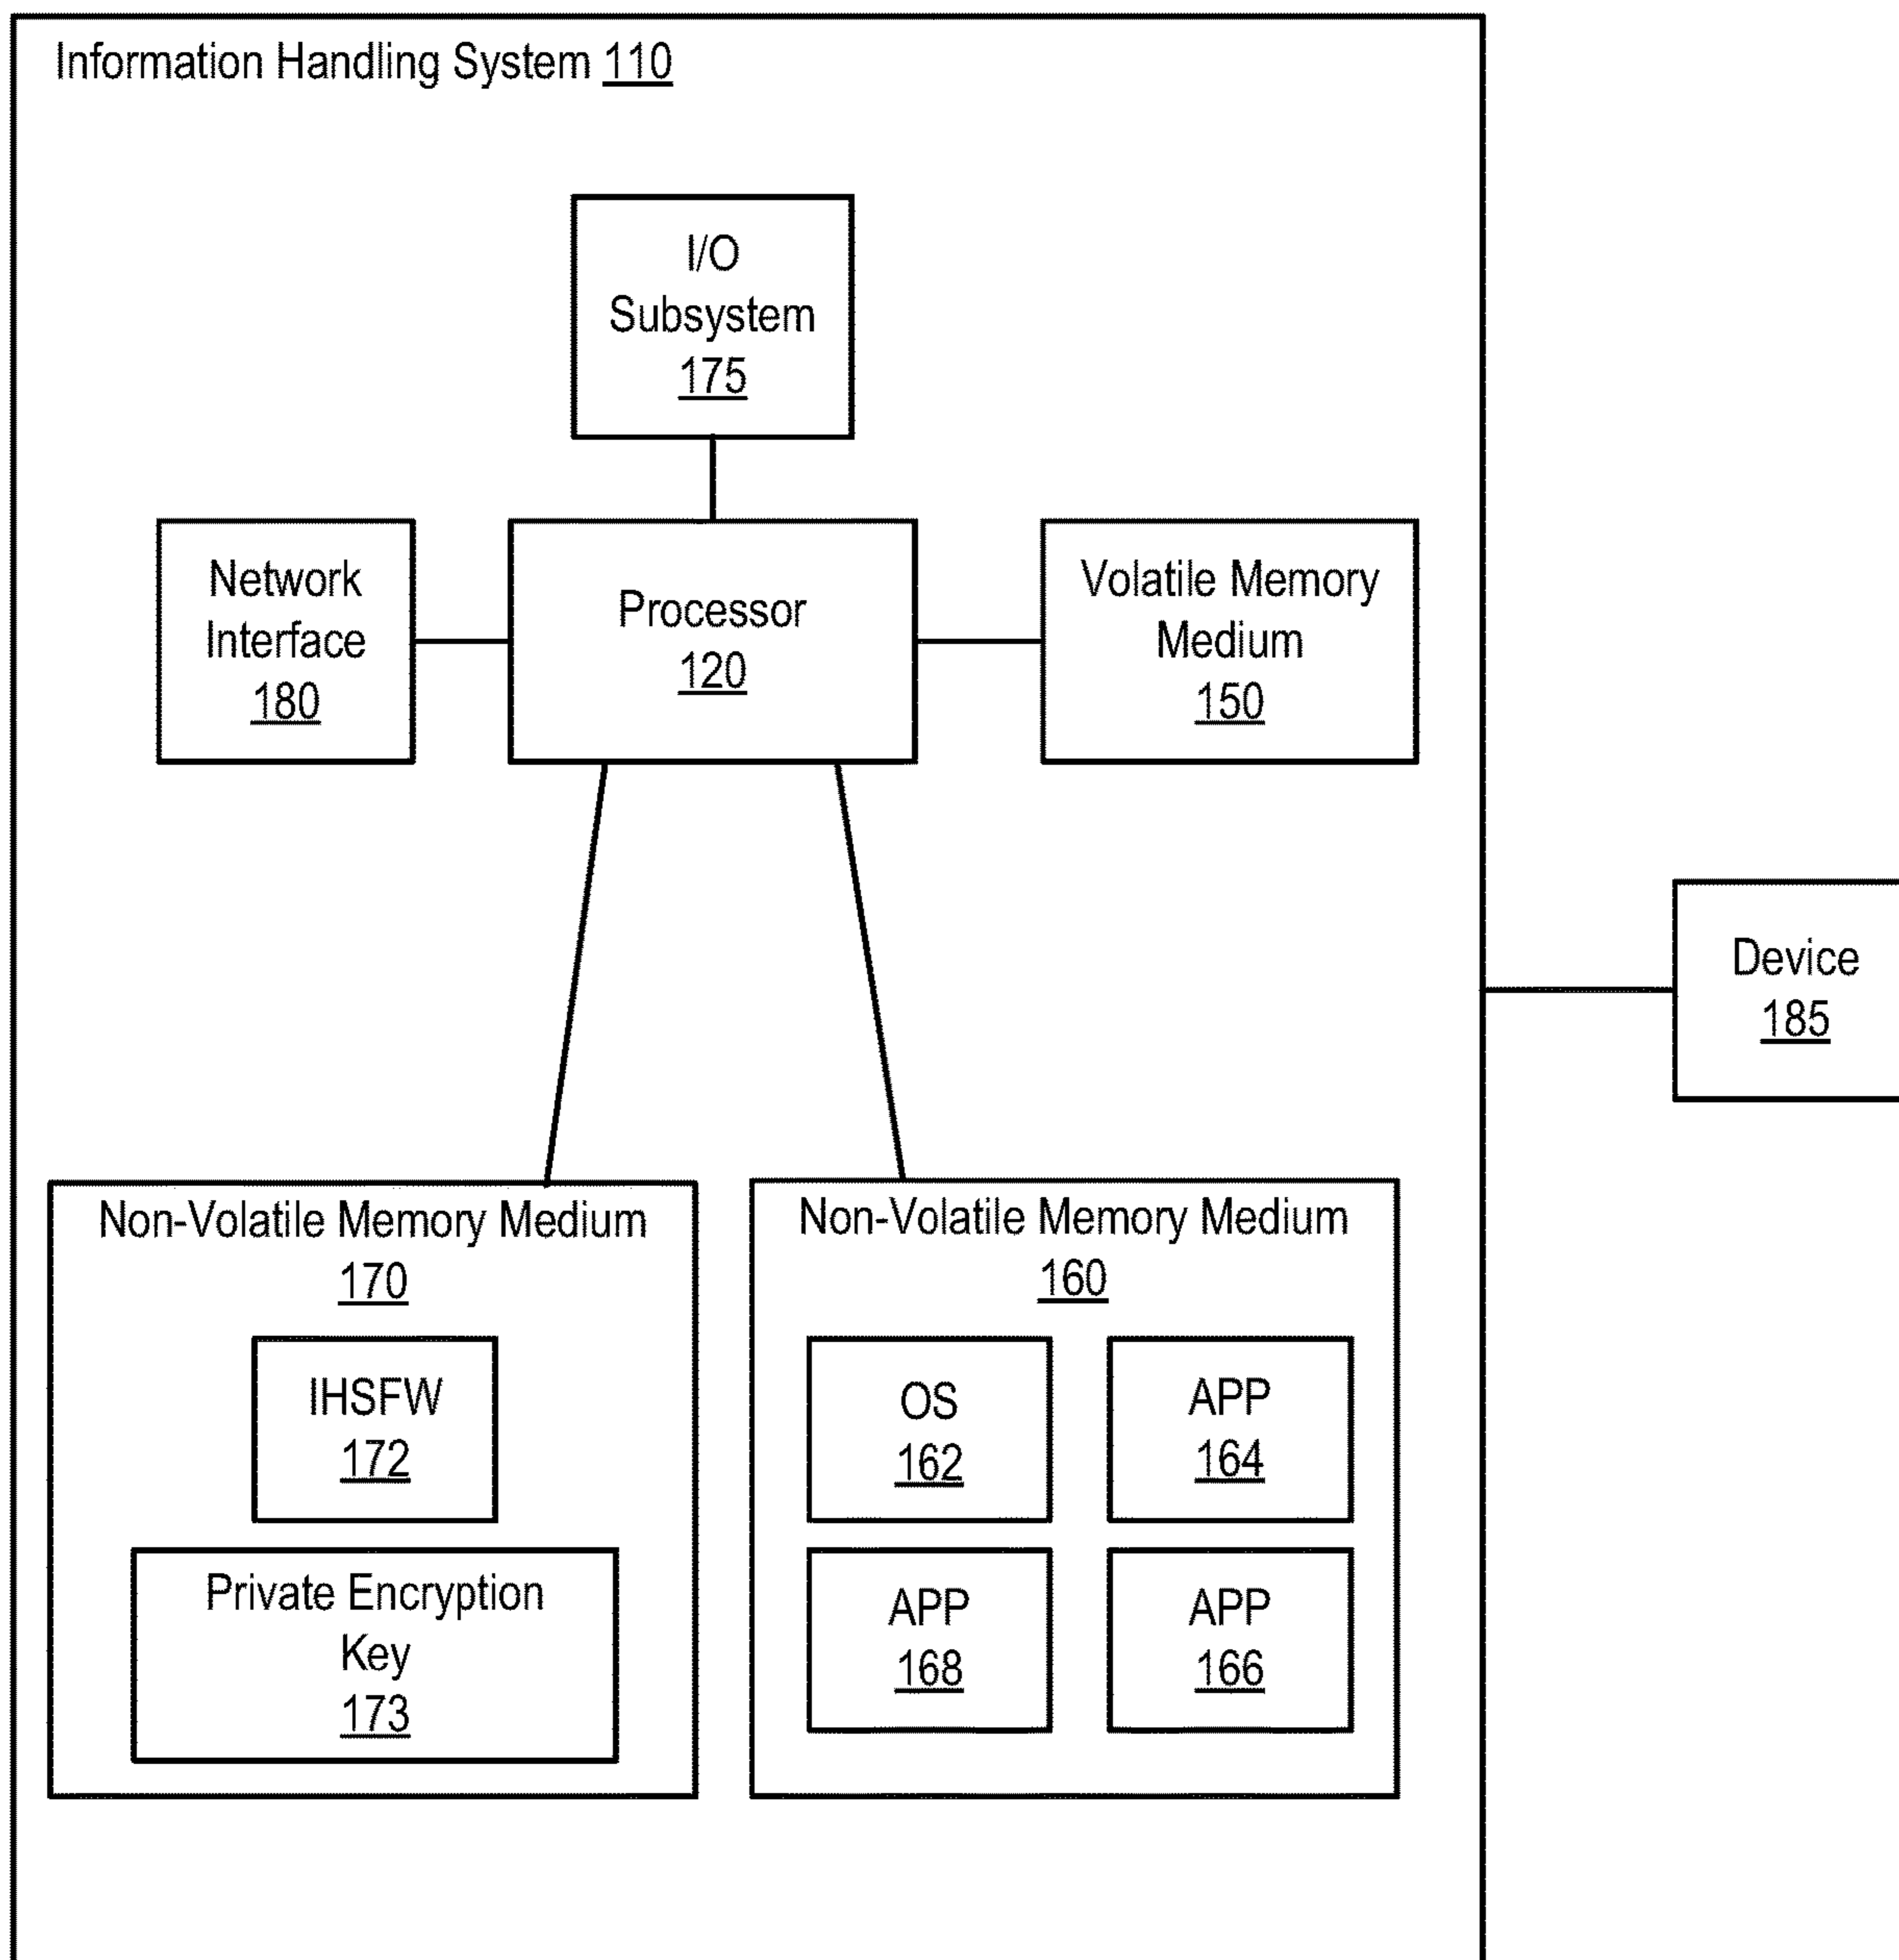 Information Handling System 110
I/O
Subsystem
175
Network
Interface
180
Processor
120
Volatile Memory
Medium
150
Device
185
Non-Volatile Memory Medium
170
IHSFW
172
Private Encryption
Key
173
Non-Volatile Memory Medium
160
OS
162
APP
164
APP
168
APP
166